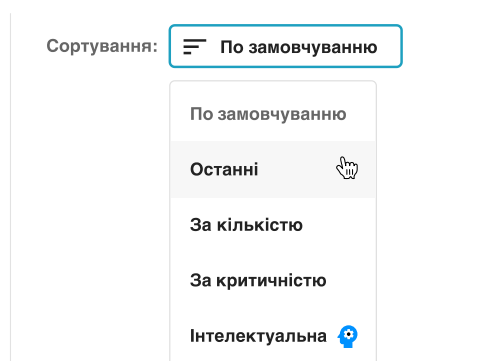 Сортування: По замовчуванню
По замовчуванню
Останні
За кількістю
За критичністю
Інтелектуальна